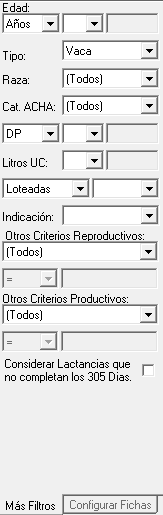 Edad:
Años
Tipo: Vaca
Raza: (Todos)
Cat. ACHA: (Todos)
DP
Litros UC:
Loteadas
Indicación:
Otros Criterios Reproductivos:
(Todos)
=
Otros Criterios Productivos:
(Todos)
=
Considerar Lactancias que
no completan los 305 Dias.
Más Filtros Configurar Fichas